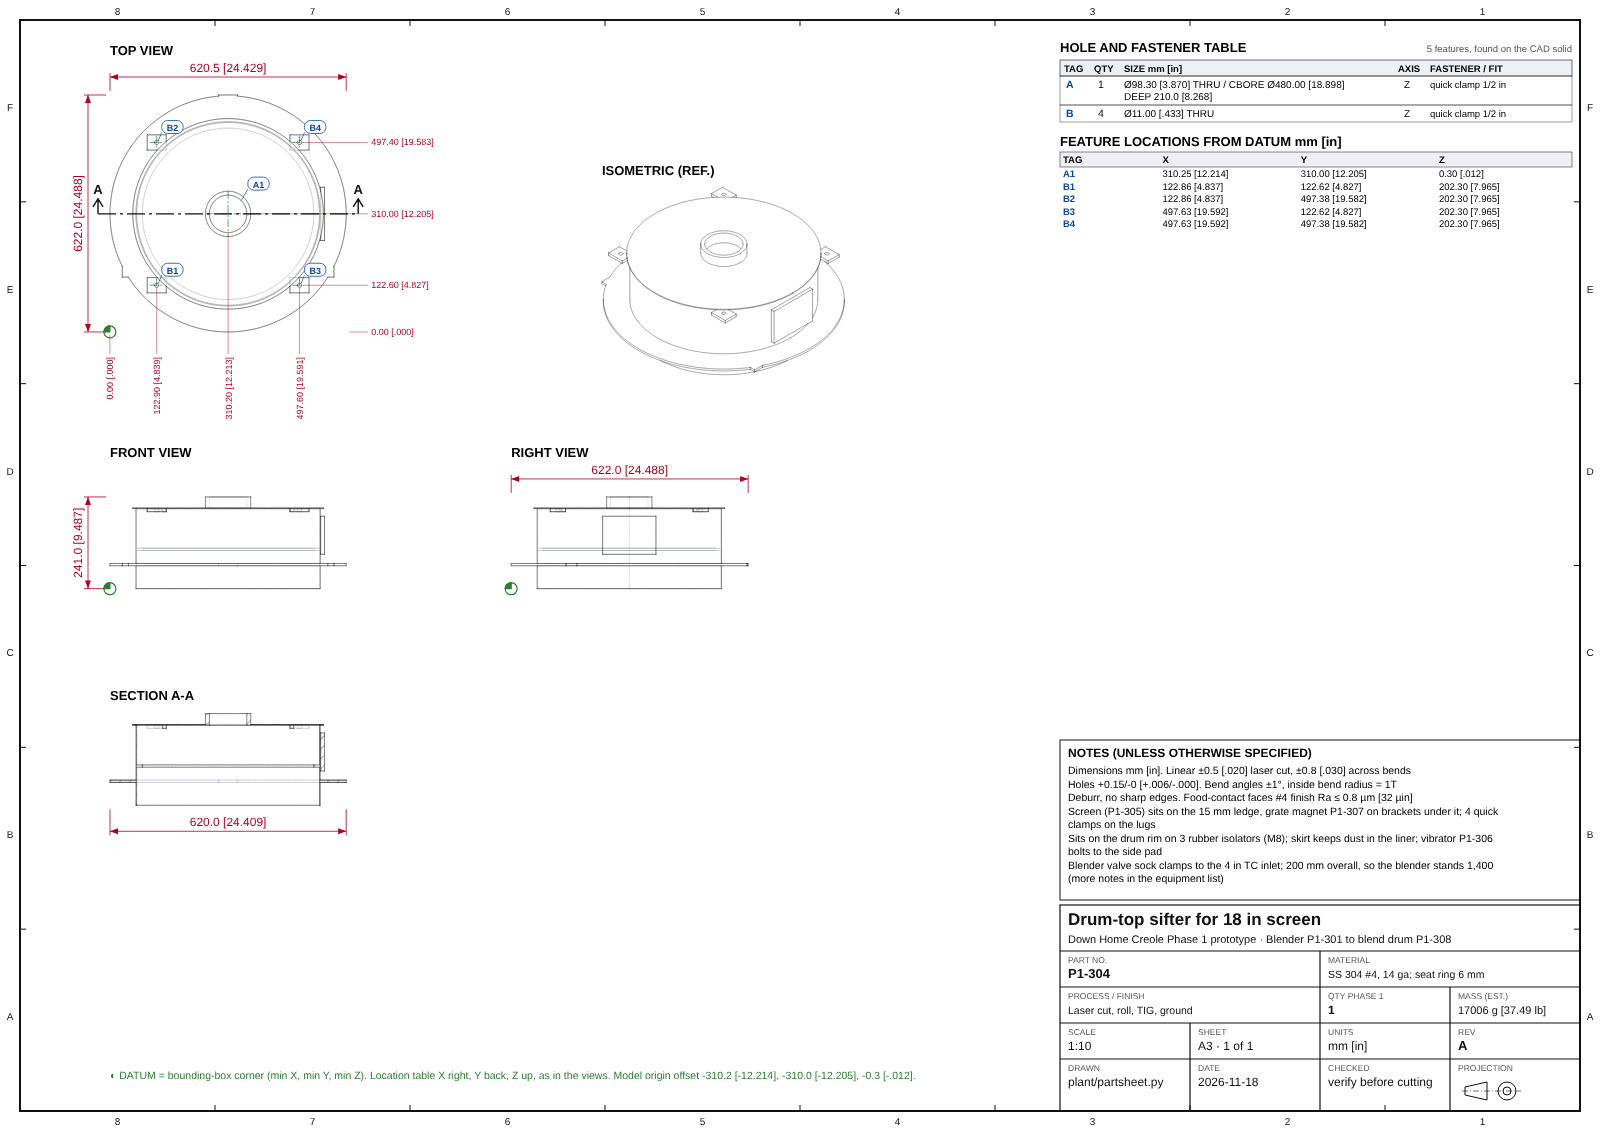 8 7 6 5 4 3 2 1
F F
E E
D D
C C
B B
A A
TOP VIEW
620.5 [24.429]
622.0 [24.488]
A A
B2
B4
A1
B1
B3
497.40 [19.583]
310.00 [12.205]
122.60 [4.827]
0.00 [.000]
0.00 [.000]
122.90 [4.839]
310.20 [12.213]
497.60 [19.591]
ISOMETRIC (REF.)
FRONT VIEW
241.0 [9.487]
RIGHT VIEW
622.0 [24.488]
SECTION A-A
620.0 [24.409]
HOLE AND FASTENER TABLE
5 features, found on the CAD solid
TAG QTY SIZE mm [in] AXIS FASTENER / FIT
A 1 Ø98.30 [3.870] THRU / CBORE Ø480.00 [18.898] Z quick clamp 1/2 in
DEEP 210.0 [8.268]
B 4 Ø11.00 [.433] THRU Z quick clamp 1/2 in
FEATURE LOCATIONS FROM DATUM mm [in]
TAG X Y Z
A1 310.25 [12.214] 310.00 [12.205] 0.30 [.012]
B1 122.86 [4.837] 122.62 [4.827] 202.30 [7.965]
B2 122.86 [4.837] 497.38 [19.582] 202.30 [7.965]
B3 497.63 [19.592] 122.62 [4.827] 202.30 [7.965]
B4 497.63 [19.592] 497.38 [19.582] 202.30 [7.965]
NOTES (UNLESS OTHERWISE SPECIFIED)
Dimensions mm [in]. Linear ±0.5 [.020] laser cut, ±0.8 [.030] across bends
Holes +0.15/-0 [+.006/-.000]. Bend angles ±1°, inside bend radius = 1T
Deburr, no sharp edges. Food-contact faces #4 finish Ra ≤ 0.8 µm [32 µin]
Screen (P1-305) sits on the 15 mm ledge, grate magnet P1-307 on brackets under it; 4 quick
clamps on the lugs
Sits on the drum rim on 3 rubber isolators (M8); skirt keeps dust in the liner; vibrator P1-306
bolts to the side pad
Blender valve sock clamps to the 4 in TC inlet; 200 mm overall, so the blender stands 1,400
(more notes in the equipment list)
Drum-top sifter for 18 in screen
Down Home Creole Phase 1 prototype · Blender P1-301 to blend drum P1-308
PART NO.
P1-304
MATERIAL
SS 304 #4, 14 ga; seat ring 6 mm
PROCESS / FINISH
Laser cut, roll, TIG, ground
QTY PHASE 1
1
MASS (EST.)
17006 g [37.49 lb]
SCALE
1:10
SHEET
A3 · 1 of 1
UNITS
mm [in]
REV
A
DRAWN
plant/partsheet.py
DATE
2026-11-18
CHECKED
verify before cutting
PROJECTION
DATUM = bounding-box corner (min X, min Y, min Z). Location table X right, Y back, Z up, as in the views. Model origin offset -310.2 [-12.214], -310.0 [-12.205], -0.3 [-.012].
8 7 6 5 4 3 2 1